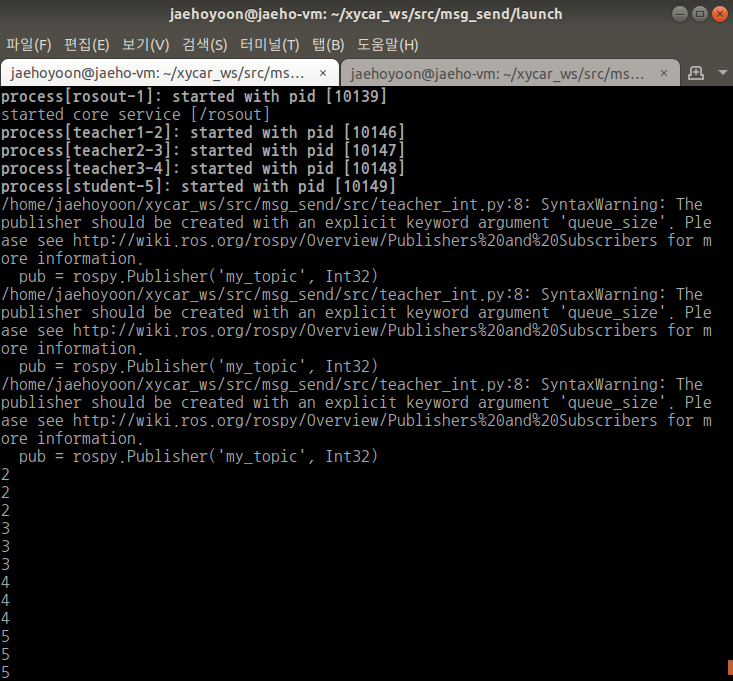 jaehoyoon@jaeho-vm: ~/xycar_ws/src/msg_send/launch
파일(F) 편집(E) 보기(V) 검색(S) 터미널(T) 탭(B) 도움말(H)
jaehoyoon@jaeho-vm: ~/xycar_ws/src/ms… × jaehoyoon@jaeho-vm: ~/xycar_ws/src/ms… ×
process[rosout-1]: started with pid [10139]
started core service [/rosout]
process[teacher1-2]: started with pid [10146]
process[teacher2-3]: started with pid [10147]
process[teacher3-4]: started with pid [10148]
process[student-5]: started with pid [10149]
/home/jaehoyoon/xycar_ws/src/msg_send/src/teacher_int.py:8: SyntaxWarning: The
publisher should be created with an explicit keyword argument 'queue_size'. Ple
ase see http://wiki.ros.org/rospy/Overview/Publishers%20and%20Subscribers for m
ore information.
  pub = rospy.Publisher('my_topic', Int32)
/home/jaehoyoon/xycar_ws/src/msg_send/src/teacher_int.py:8: SyntaxWarning: The
publisher should be created with an explicit keyword argument 'queue_size'. Ple
ase see http://wiki.ros.org/rospy/Overview/Publishers%20and%20Subscribers for m
ore information.
  pub = rospy.Publisher('my_topic', Int32)
/home/jaehoyoon/xycar_ws/src/msg_send/src/teacher_int.py:8: SyntaxWarning: The
publisher should be created with an explicit keyword argument 'queue_size'. Ple
ase see http://wiki.ros.org/rospy/Overview/Publishers%20and%20Subscribers for m
ore information.
  pub = rospy.Publisher('my_topic', Int32)
2
2
2
3
3
3
4
4
4
5
5
5